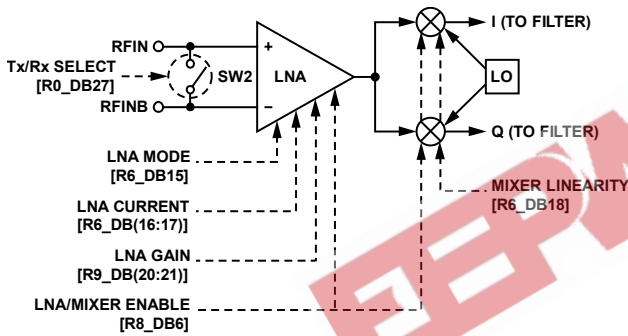 RFIN
+
I (TO FILTER)
Tx/Rx SELECT
[R0_DB27]
SW2
LNA
LO
RFINB
–
Q (TO FILTER)
LNA MODE
[R6_DB15]
MIXER LINEARITY
[R6_DB18]
LNA CURRENT
[R6_DB(16:17)]
LNA GAIN
[R9_DB(20:21)]
LNA/MIXER ENABLE
[R8_DB6]